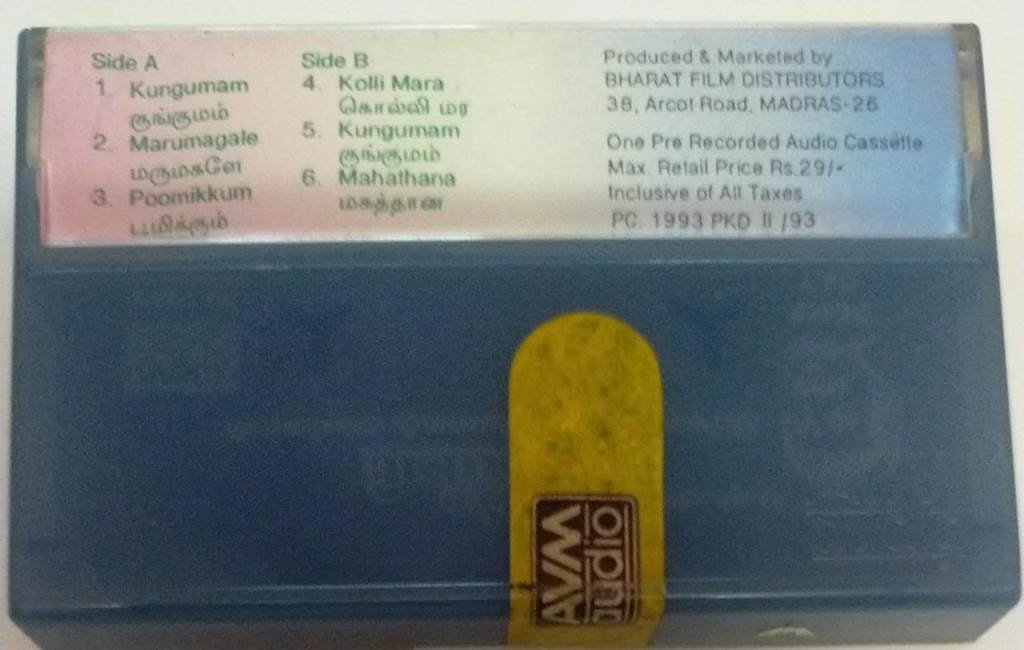 Side A
1. Kungumam
குங்குமம்
2. Marumagale
மருமகளே
3. Poomikkum
பூமிக்கும்
Side B
4. Kolli Mara
கொல்லி மர
5. Kungumam
குங்குமம்
6. Mahathana
மகத்தான
Produced & Marketed by
BHARAT FILM DISTRIBUTORS
38, Arcot Road, MADRAS-26
One Pre Recorded Audio Cassette
Max. Retail Price Rs.29/-
Inclusive of All Taxes
PC. 1993 PKD II /93
AVM
audio